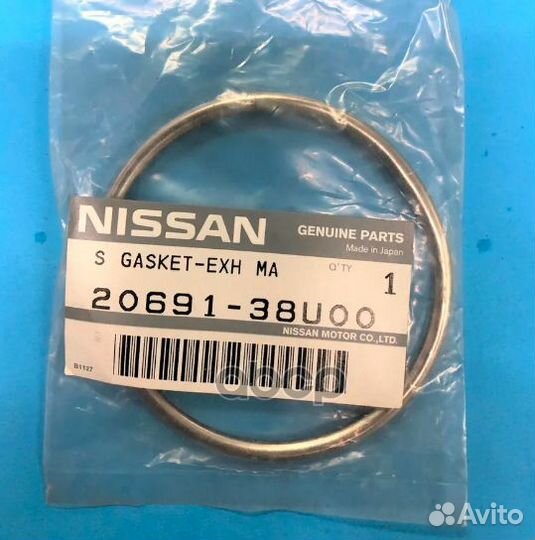 NISSAN
GENUINE PARTS
Made in Japan
S GASKET-EXH MA
Q'TY
1
20691-38U00
NISSAN MOTOR CO.,LTD.
B1127
Avito